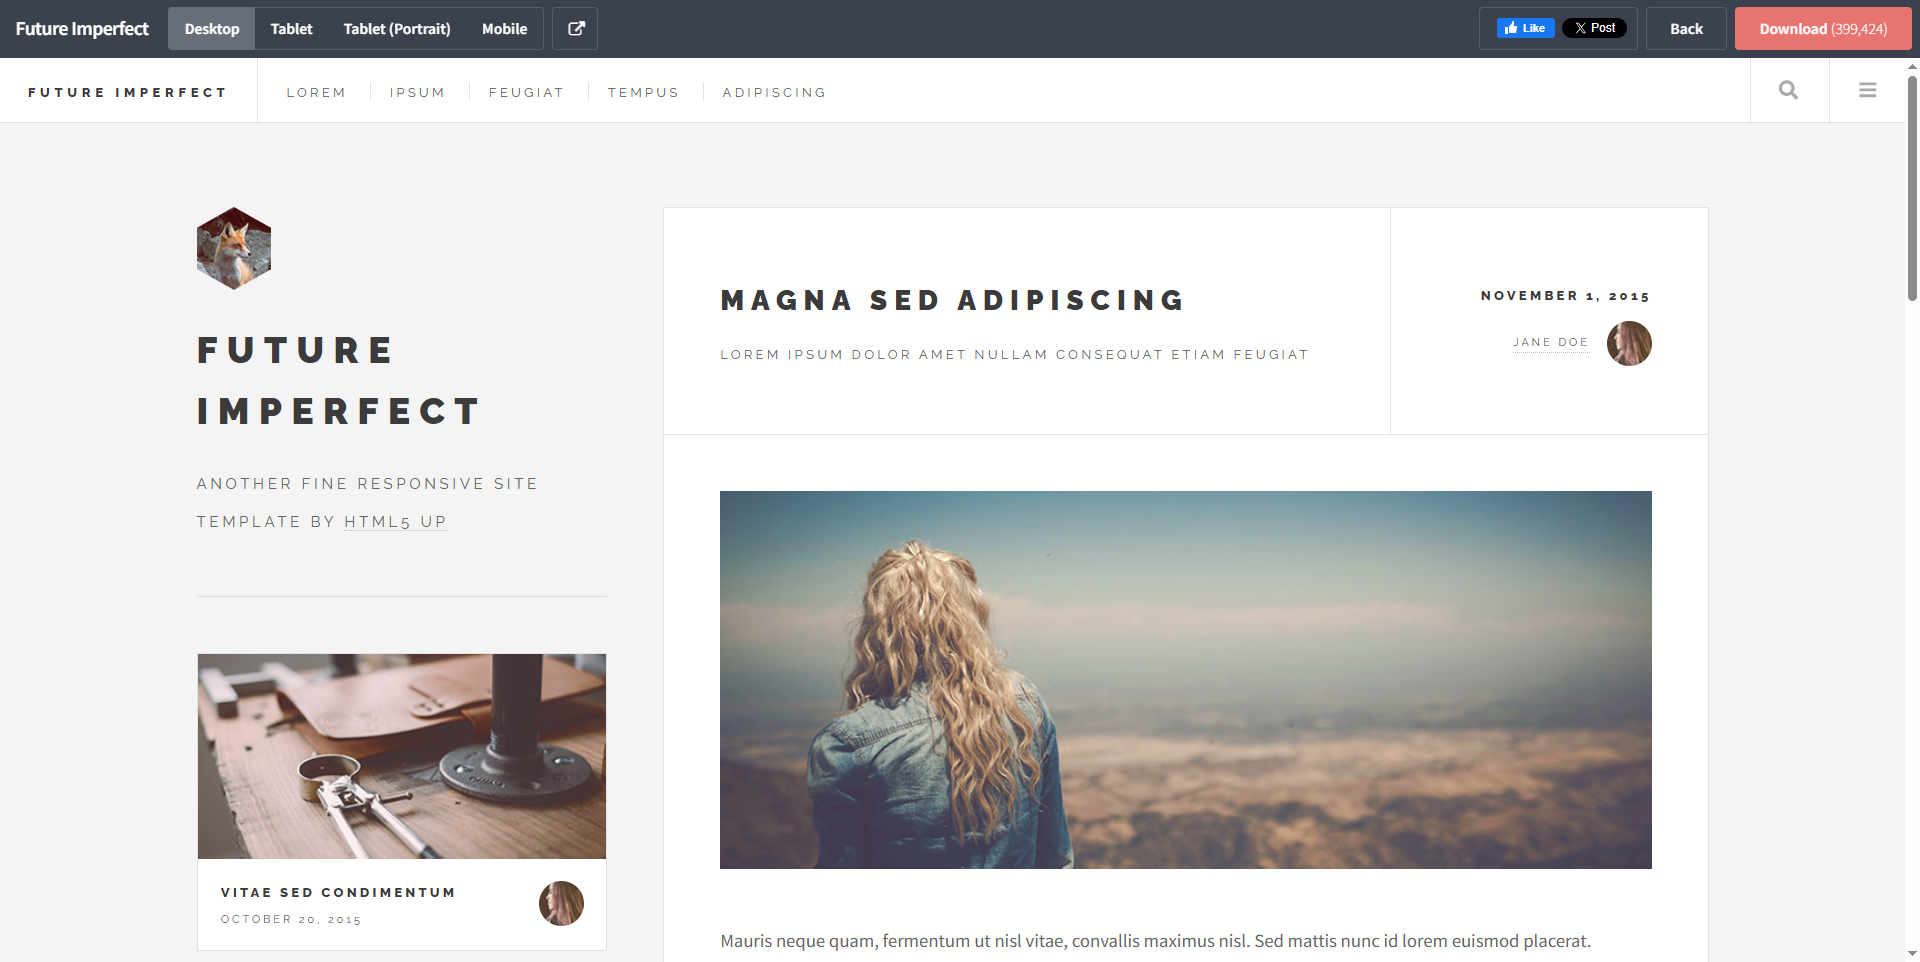 Future Imperfect Desktop Tablet Tablet (Portrait) Mobile Like Post Back Download (399,424)
FUTURE IMPERFECT LOREM IPSUM FEUGIAT TEMPUS ADIPISCING
FUTURE
IMPERFECT
ANOTHER FINE RESPONSIVE SITE
TEMPLATE BY HTML5 UP
VITAE SED CONDIMENTUM
OCTOBER 20, 2015
MAGNA SED ADIPISCING
LOREM IPSUM DOLOR AMET NULLAM CONSEQUAT ETIAM FEUGIAT
NOVEMBER 1, 2015
JANE DOE
Mauris neque quam, fermentum ut nisl vitae, convallis maximus nisl. Sed mattis nunc id lorem euismod placerat.